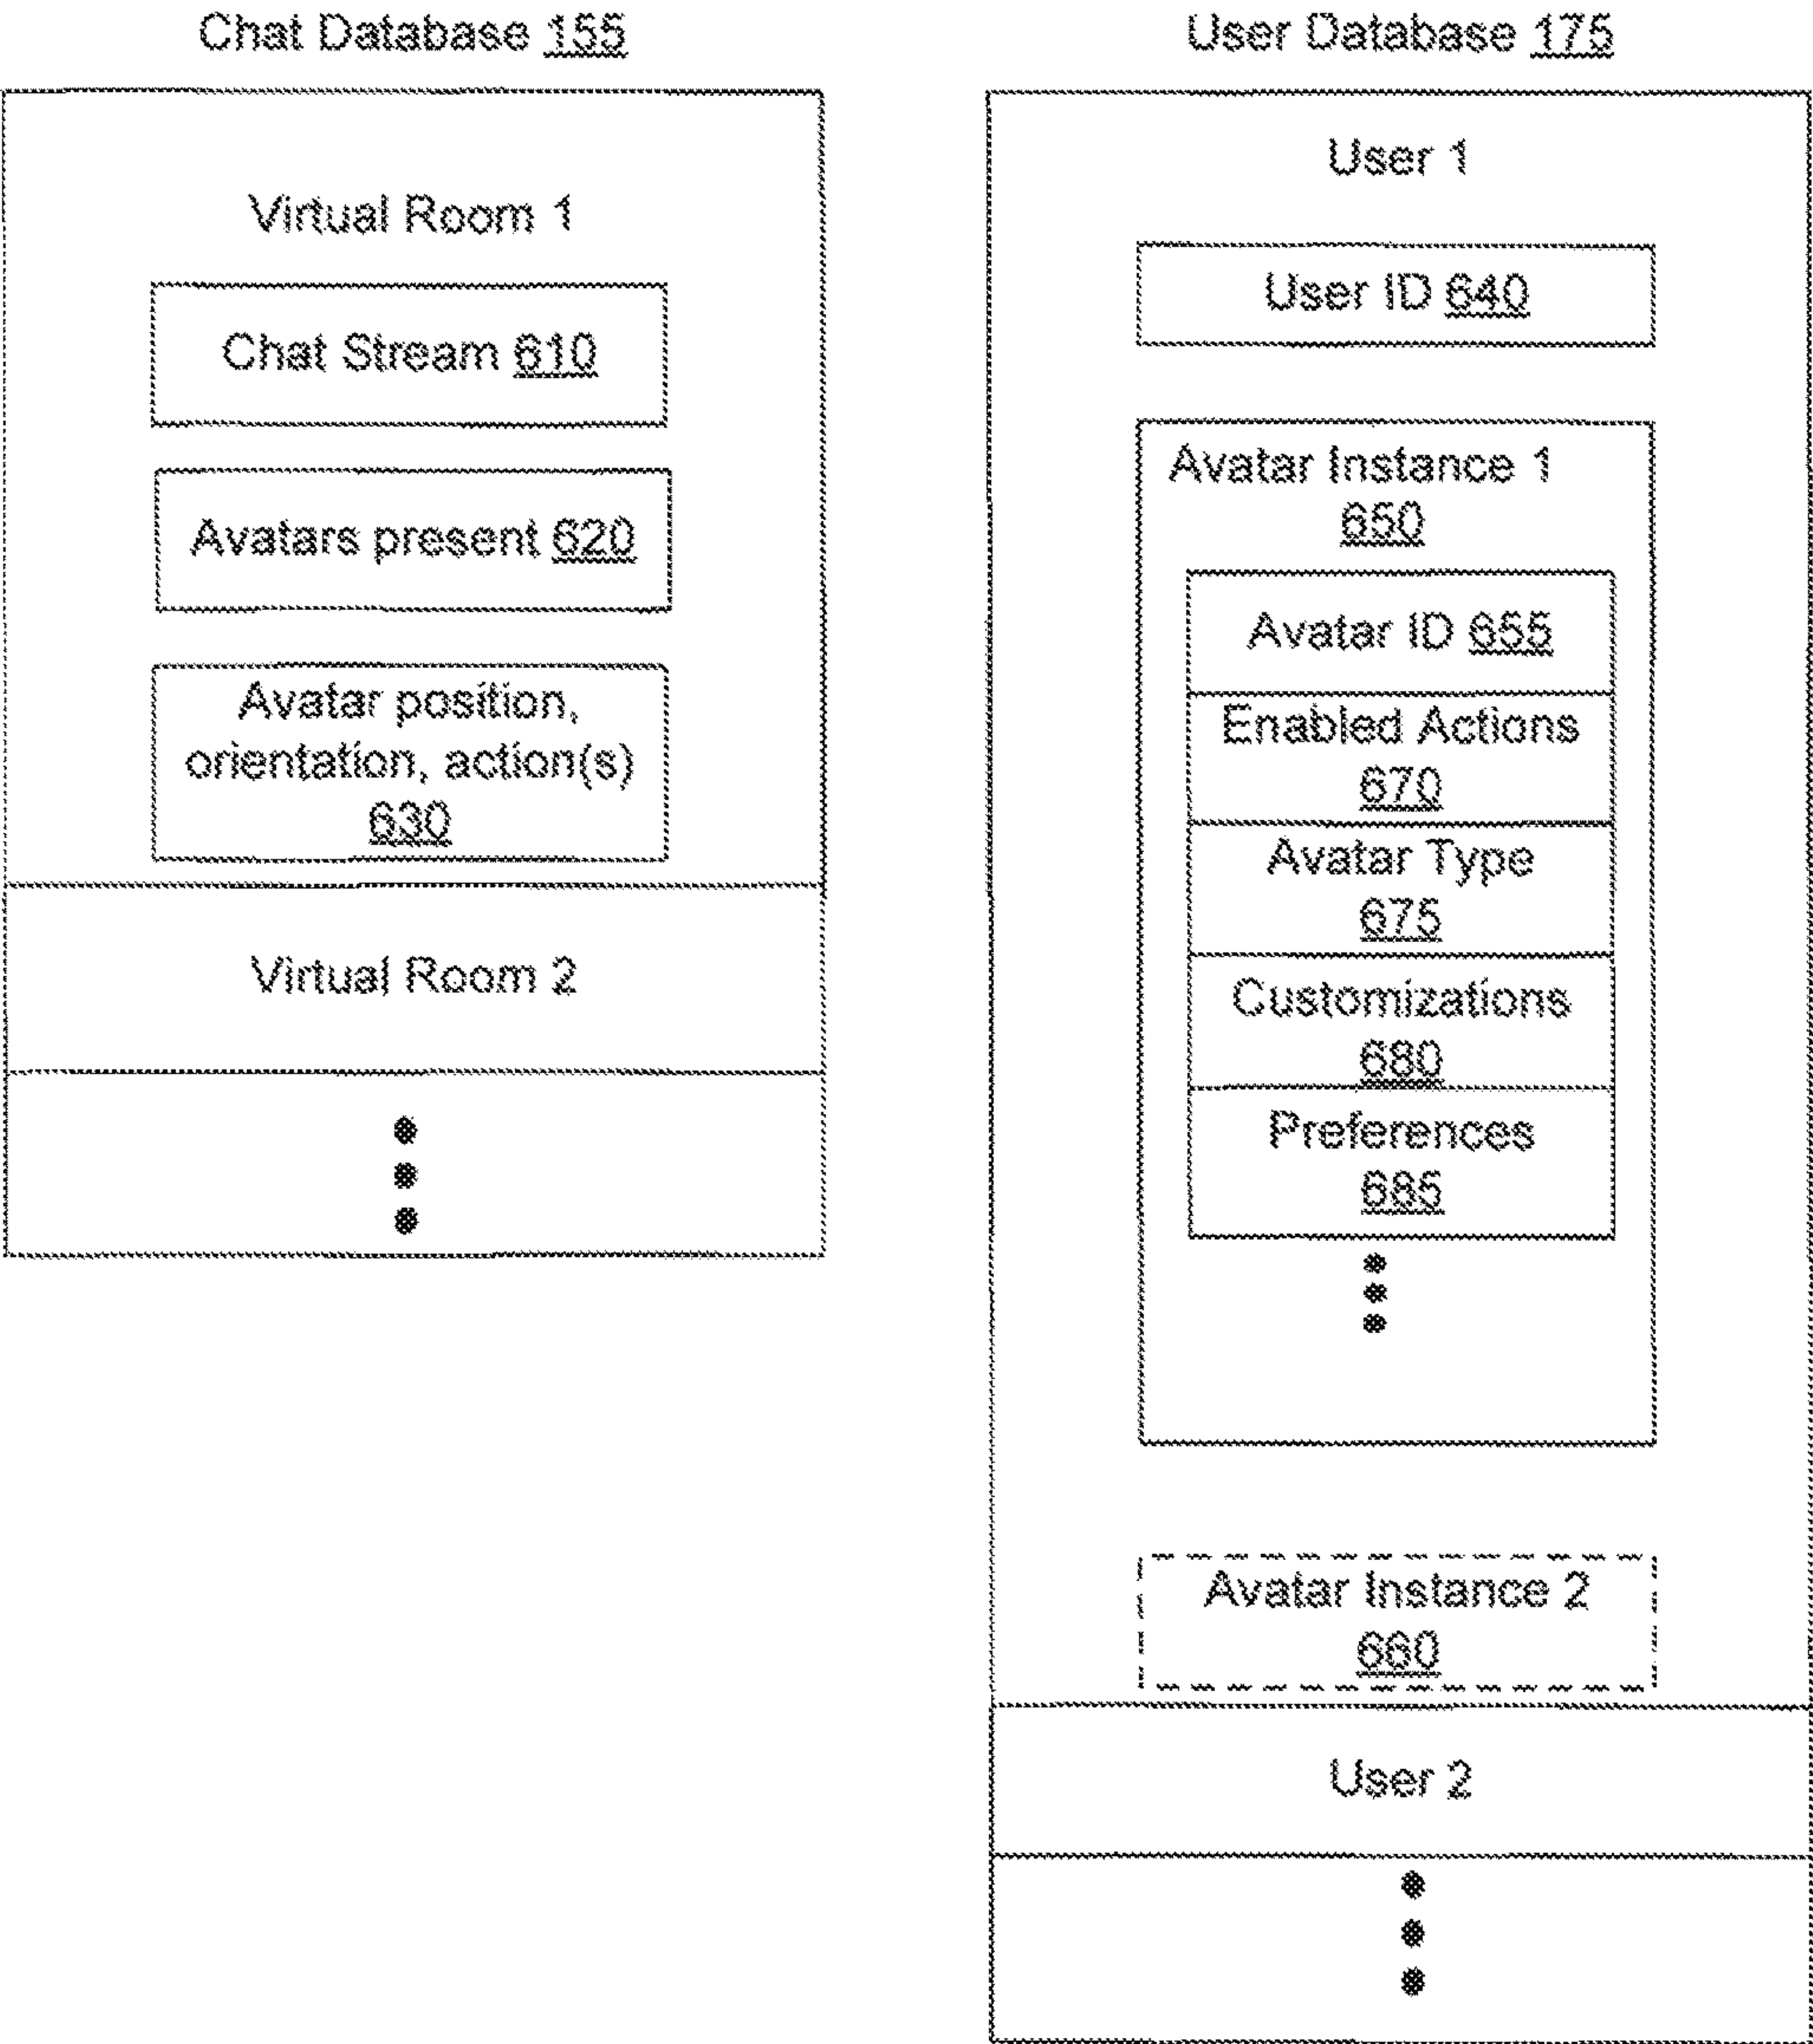 Chat Database 155
Virtual Room 1
Chat Stream 610
Avatars present 620
Avatar position,
orientation, action(s)
630
Virtual Room 2
User Database 175
User 1
User ID 640
Avatar Instance 1
650
Avatar ID 655
Enabled Actions
670
Avatar Type
675
Customizations
680
Preferences
685
Avatar Instance 2
660
User 2